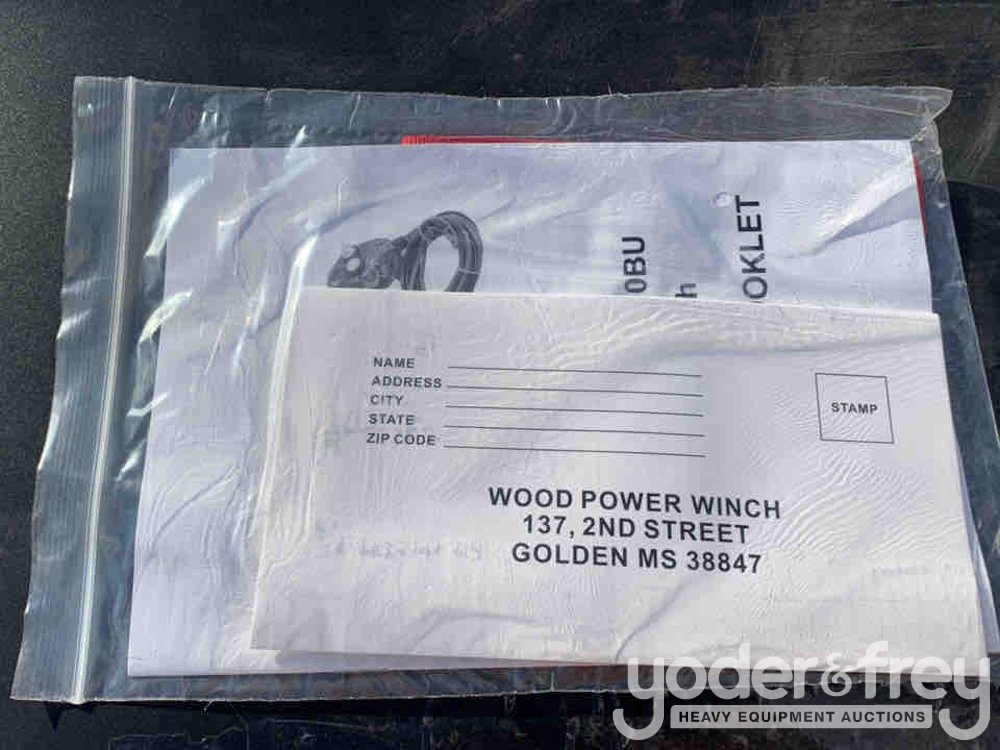 0BU
h
OKLET
NAME
ADDRESS
CITY
STATE
ZIP CODE
STAMP
WOOD POWER WINCH
137, 2ND STREET
GOLDEN MS 38847
yoder&frey
HEAVY EQUIPMENT AUCTIONS